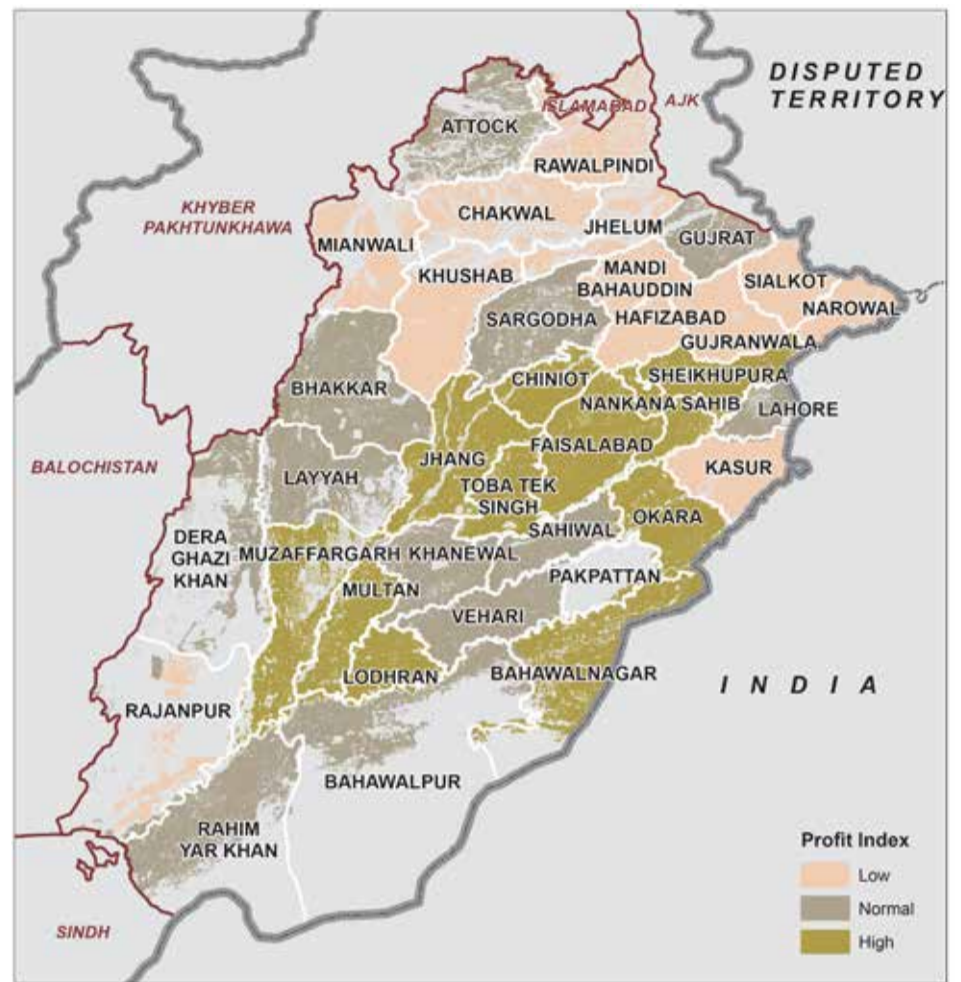 DISPUTED
TERRITORY
ISLAMABAD
AJK
ATTOCK
RAWALPINDI
KHYBER
PAKHTUNKHAWA
CHAKWAL
JHELUM
MIANWALI
GUJRAT
KHUSHAB
MANDI
BAHAUDDIN
SIALKOT
NAROWAL
SARGODHA
HAFIZABAD
GUJRANWALA
BHAKKAR
CHINIOT
SHEIKHUPURA
NANKANA SAHIB
LAHORE
FAISALABAD
BALOCHISTAN
LAYYAH
JHANG
KASUR
TOBA TEK
SINGH
OKARA
SAHIWAL
DERA
GHAZI
KHAN
MUZAFFARGARH
KHANEWAL
PAKPATTAN
MULTAN
VEHARI
LODHRAN
BAHAWALNAGAR
INDIA
RAJANPUR
BAHAWALPUR
RAHIM
YAR KHAN
SINDH
Profit Index
Low
Normal
High